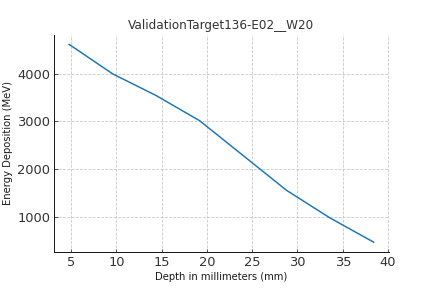 ValidationTarget136-E02__W20
Energy Deposition (MeV)
4000
3000
2000
1000
5 10 15 20 25 30 35 40
Depth in millimeters (mm)